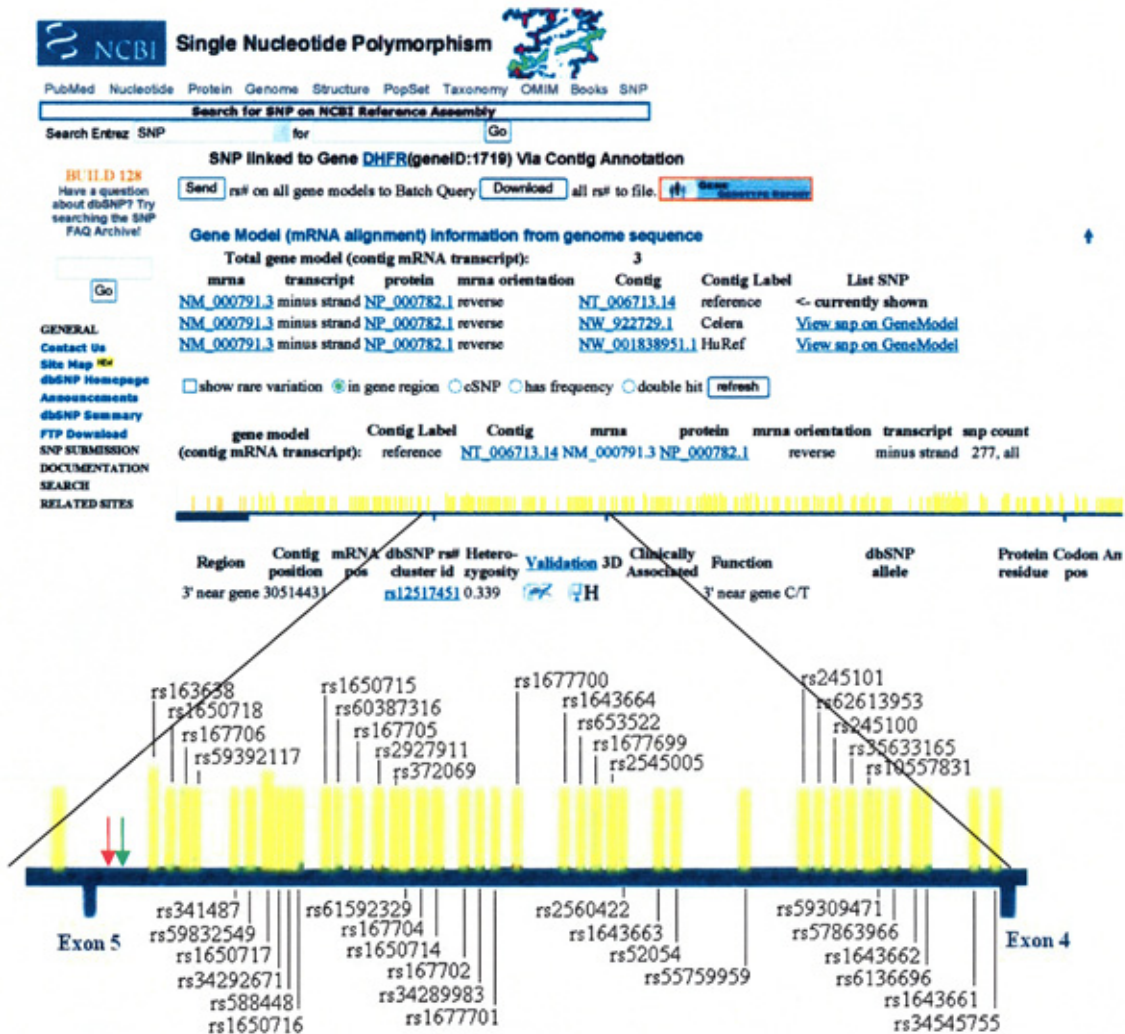 NCBI Single Nucleotide Polymorphism
PubMed Nucleotide Protein Genome Structure PopSet Taxonomy OMIM Books SNP
Search for SNP on NCBI Reference Assembly
Search Entrez SNP for Go
SNP linked to Gene DHFR(geneID:1719) Via Contig Annotation
BUILD 128
Have a question
about dbSNP? Try
searching the SNP
FAQ Archive!
Go
GENERAL
Contact Us
Site Map NEW
dbSNP Homepage
Announcements
dbSNP Summary
FTP Download
SNP SUBMISSION
DOCUMENTATION
SEARCH
RELATED SITES
Send rs# on all gene models to Batch Query Download all rs# to file. Gene Genotype Report
Gene Model (mRNA alignment) information from genome sequence
Total gene model (contig mRNA transcript): 3
mrna transcript protein mrna orientation Contig Contig Label List SNP
NM_000791.3 minus strand NP_000782.1 reverse NT_006713.14 reference <- currently shown
NM_000791.3 minus strand NP_000782.1 reverse NW_922729.1 Celera View snp on GeneModel
NM_000791.3 minus strand NP_000782.1 reverse NW_001838951.1 HuRef View snp on GeneModel
show rare variation in gene region cSNP has frequency double hit refresh
gene model Contig Label Contig mrna protein mrna orientation transcript snp count
(contig mRNA transcript): reference NT_006713.14 NM_000791.3 NP_000782.1 reverse minus strand 277, all
Region Contig position mRNA pos dbSNP rs# cluster id Hetero-zygosity Validation 3D Clinically Associated Function dbSNP allele Protein residue Codon pos An
3' near gene 30514431 rs12517451 0.339 H 3' near gene C/T
rs163638
rs1650718
rs167706
rs59392117
rs1650715
rs60387316
rs167705
rs2927911
rs372069
rs1677700
rs1643664
rs653522
rs1677699
rs2545005
rs245101
rs62613953
rs245100
rs35633165
rs10557831
Exon 5
rs341487
rs59832549
rs1650717
rs34292671
rs588448
rs1650716
rs61592329
rs167704
rs1650714
rs167702
rs34289983
rs1677701
rs2560422
rs1643663
rs52054
rs55759959
rs59309471
rs57863966
rs1643662
rs6136696
rs1643661
rs34545755
Exon 4